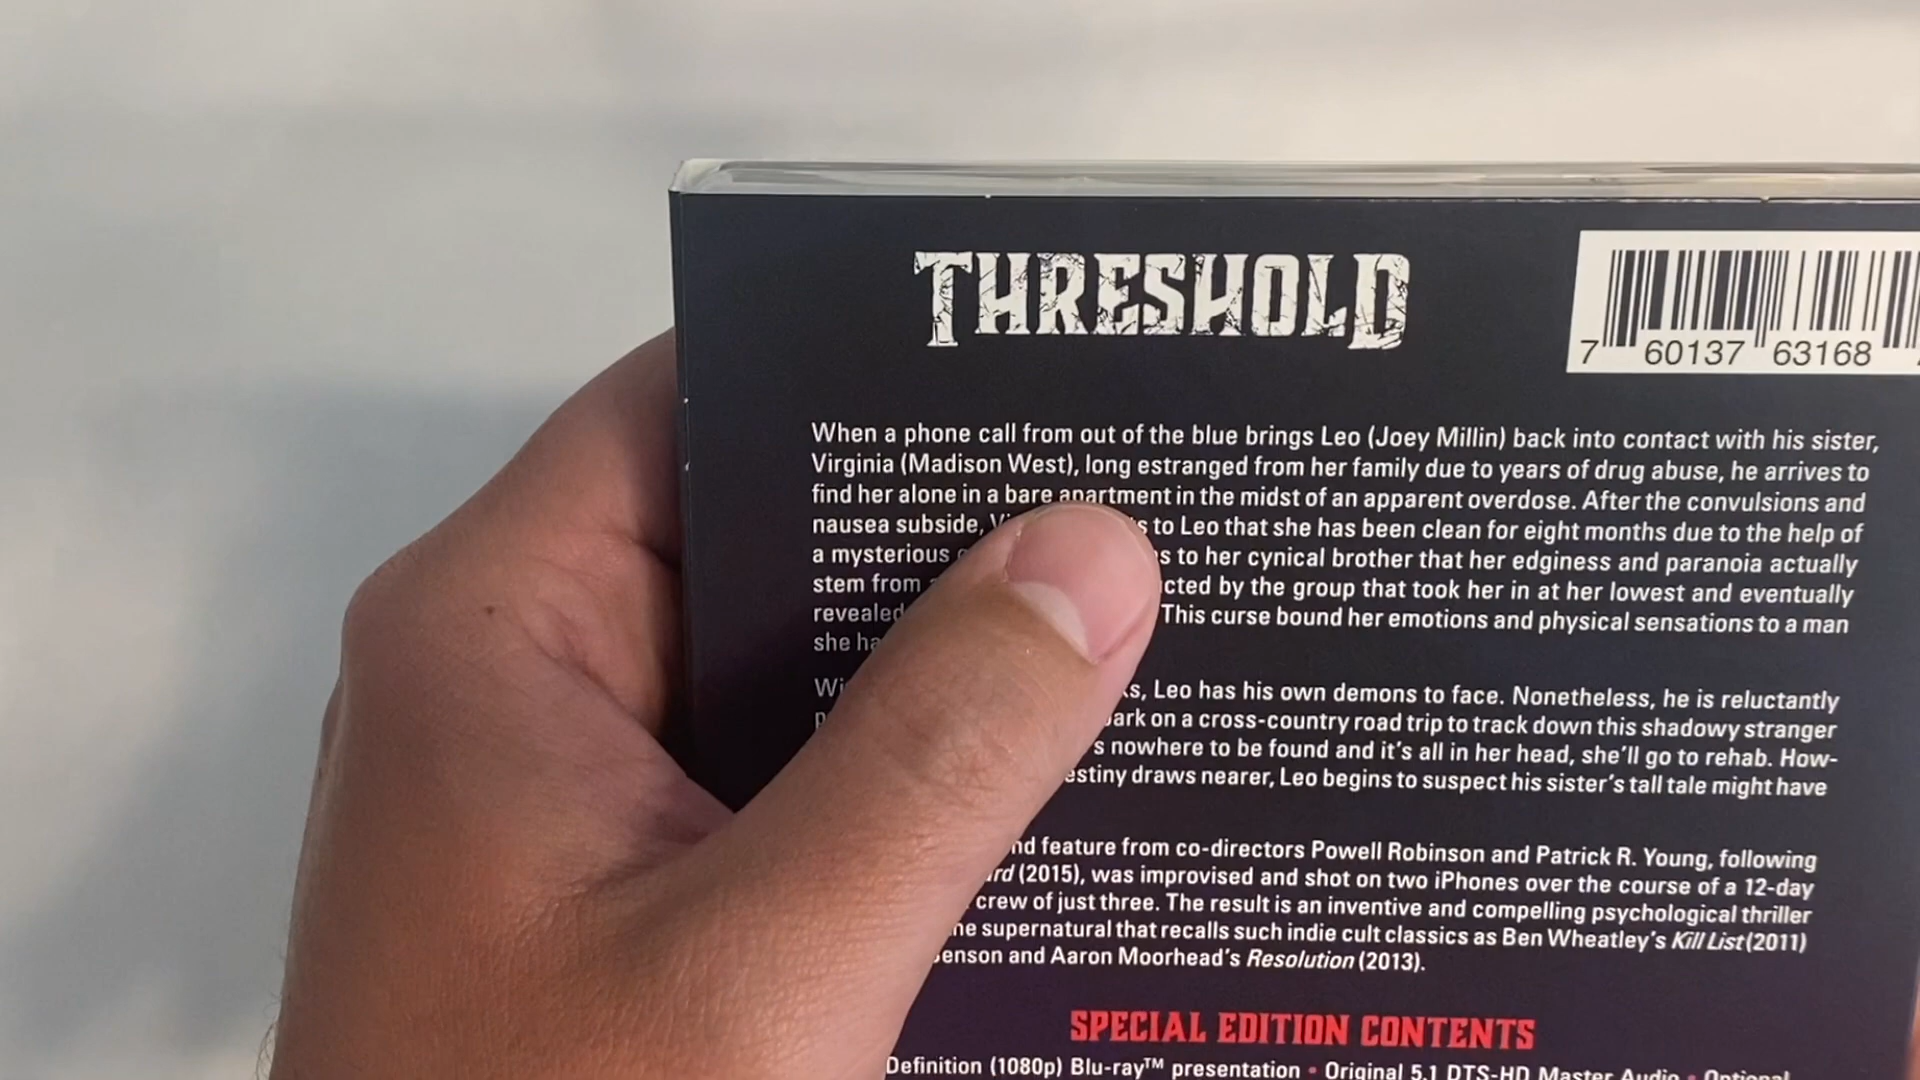 THRESHOLD
7 60137 63168
When a phone call from out of the blue brings Leo (Joey Millin) back into contact with his sister,
Virginia (Madison West), long estranged from her family due to years of drug abuse, he arrives to
find her alone in a bare apartment in the midst of an apparent overdose. After the convulsions and
nausea subside, to Leo that she has been clean for eight months due to the help of
a mysterious to her cynical brother that her edginess and paranoia actually
stem from by the group that took her in at her lowest and eventually
revealed This curse bound her emotions and physical sensations to a man
she
Leo has his own demons to face. Nonetheless, he is reluctantly
on a cross-country road trip to track down this shadowy stranger
nowhere to be found and it's all in her head, she'll go to rehab. How-
draws nearer, Leo begins to suspect his sister's tall tale might have
feature from co-directors Powell Robinson and Patrick R. Young, following
(2015), was improvised and shot on two iPhones over the course of a 12-day
crew of just three. The result is an inventive and compelling psychological thriller
supernatural that recalls such indie cult classics as Ben Wheatley's Kill List (2011)
and Aaron Moorhead's Resolution (2013).
SPECIAL EDITION CONTENTS
Definition (1080p) Blu-ray™ presentation • Original 5.1 DTS-HD Master Audio • Optional